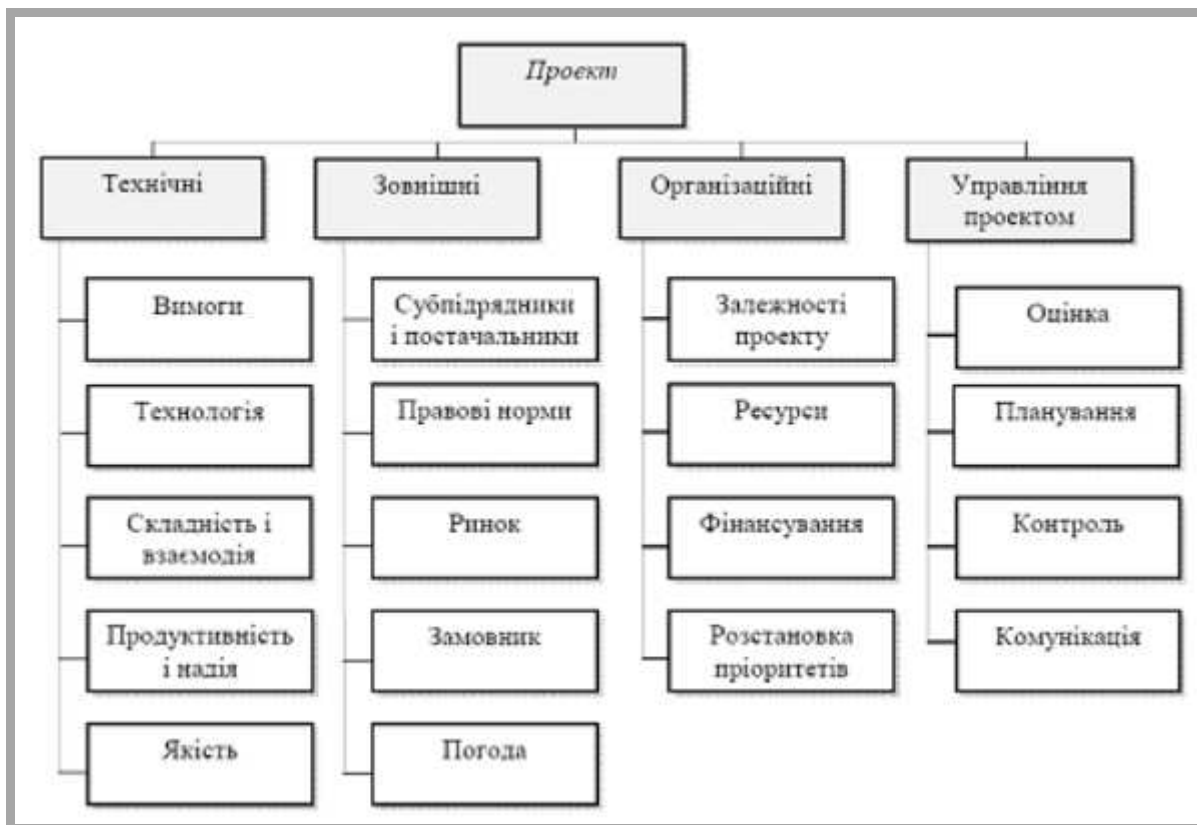 Проект
Технічні
Вимоги
Технологія
Складність і
взаємодія
Продуктивність
і надія
Якість
Зовнішні
Субпідрядники
і постачальники
Правові норми
Ринок
Замовник
Погода
Організаційні
Залежності
проекту
Ресурси
Фінансування
Розстановка
пріоритетів
Управління
проектом
Оцінка
Планування
Контроль
Комунікація